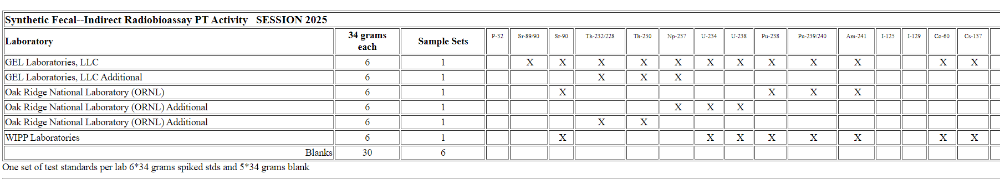 Synthetic Fecal--Indirect Radiobioassay PT Activity SESSION 2025
Laboratory 34 grams each Sample Sets P-32 Sr-89/90 Sr-90 Th-232/228 Th-230 Np-237 U-234 U-238 Pu-238 Pu-239/240 Am-241 I-125 I-129 Co-60 Cs-137
GEL Laboratories, LLC 6 1 X X X X X X X X X X X X
GEL Laboratories, LLC Additional 6 1 X X X
Oak Ridge National Laboratory (ORNL) 6 1 X X X X
Oak Ridge National Laboratory (ORNL) Additional 6 1 X X X
Oak Ridge National Laboratory (ORNL) Additional 6 1 X X
WIPP Laboratories 6 1 X X X X X X X X
Blanks 30 6
One set of test standards per lab 6*34 grams spiked stds and 5*34 grams blank